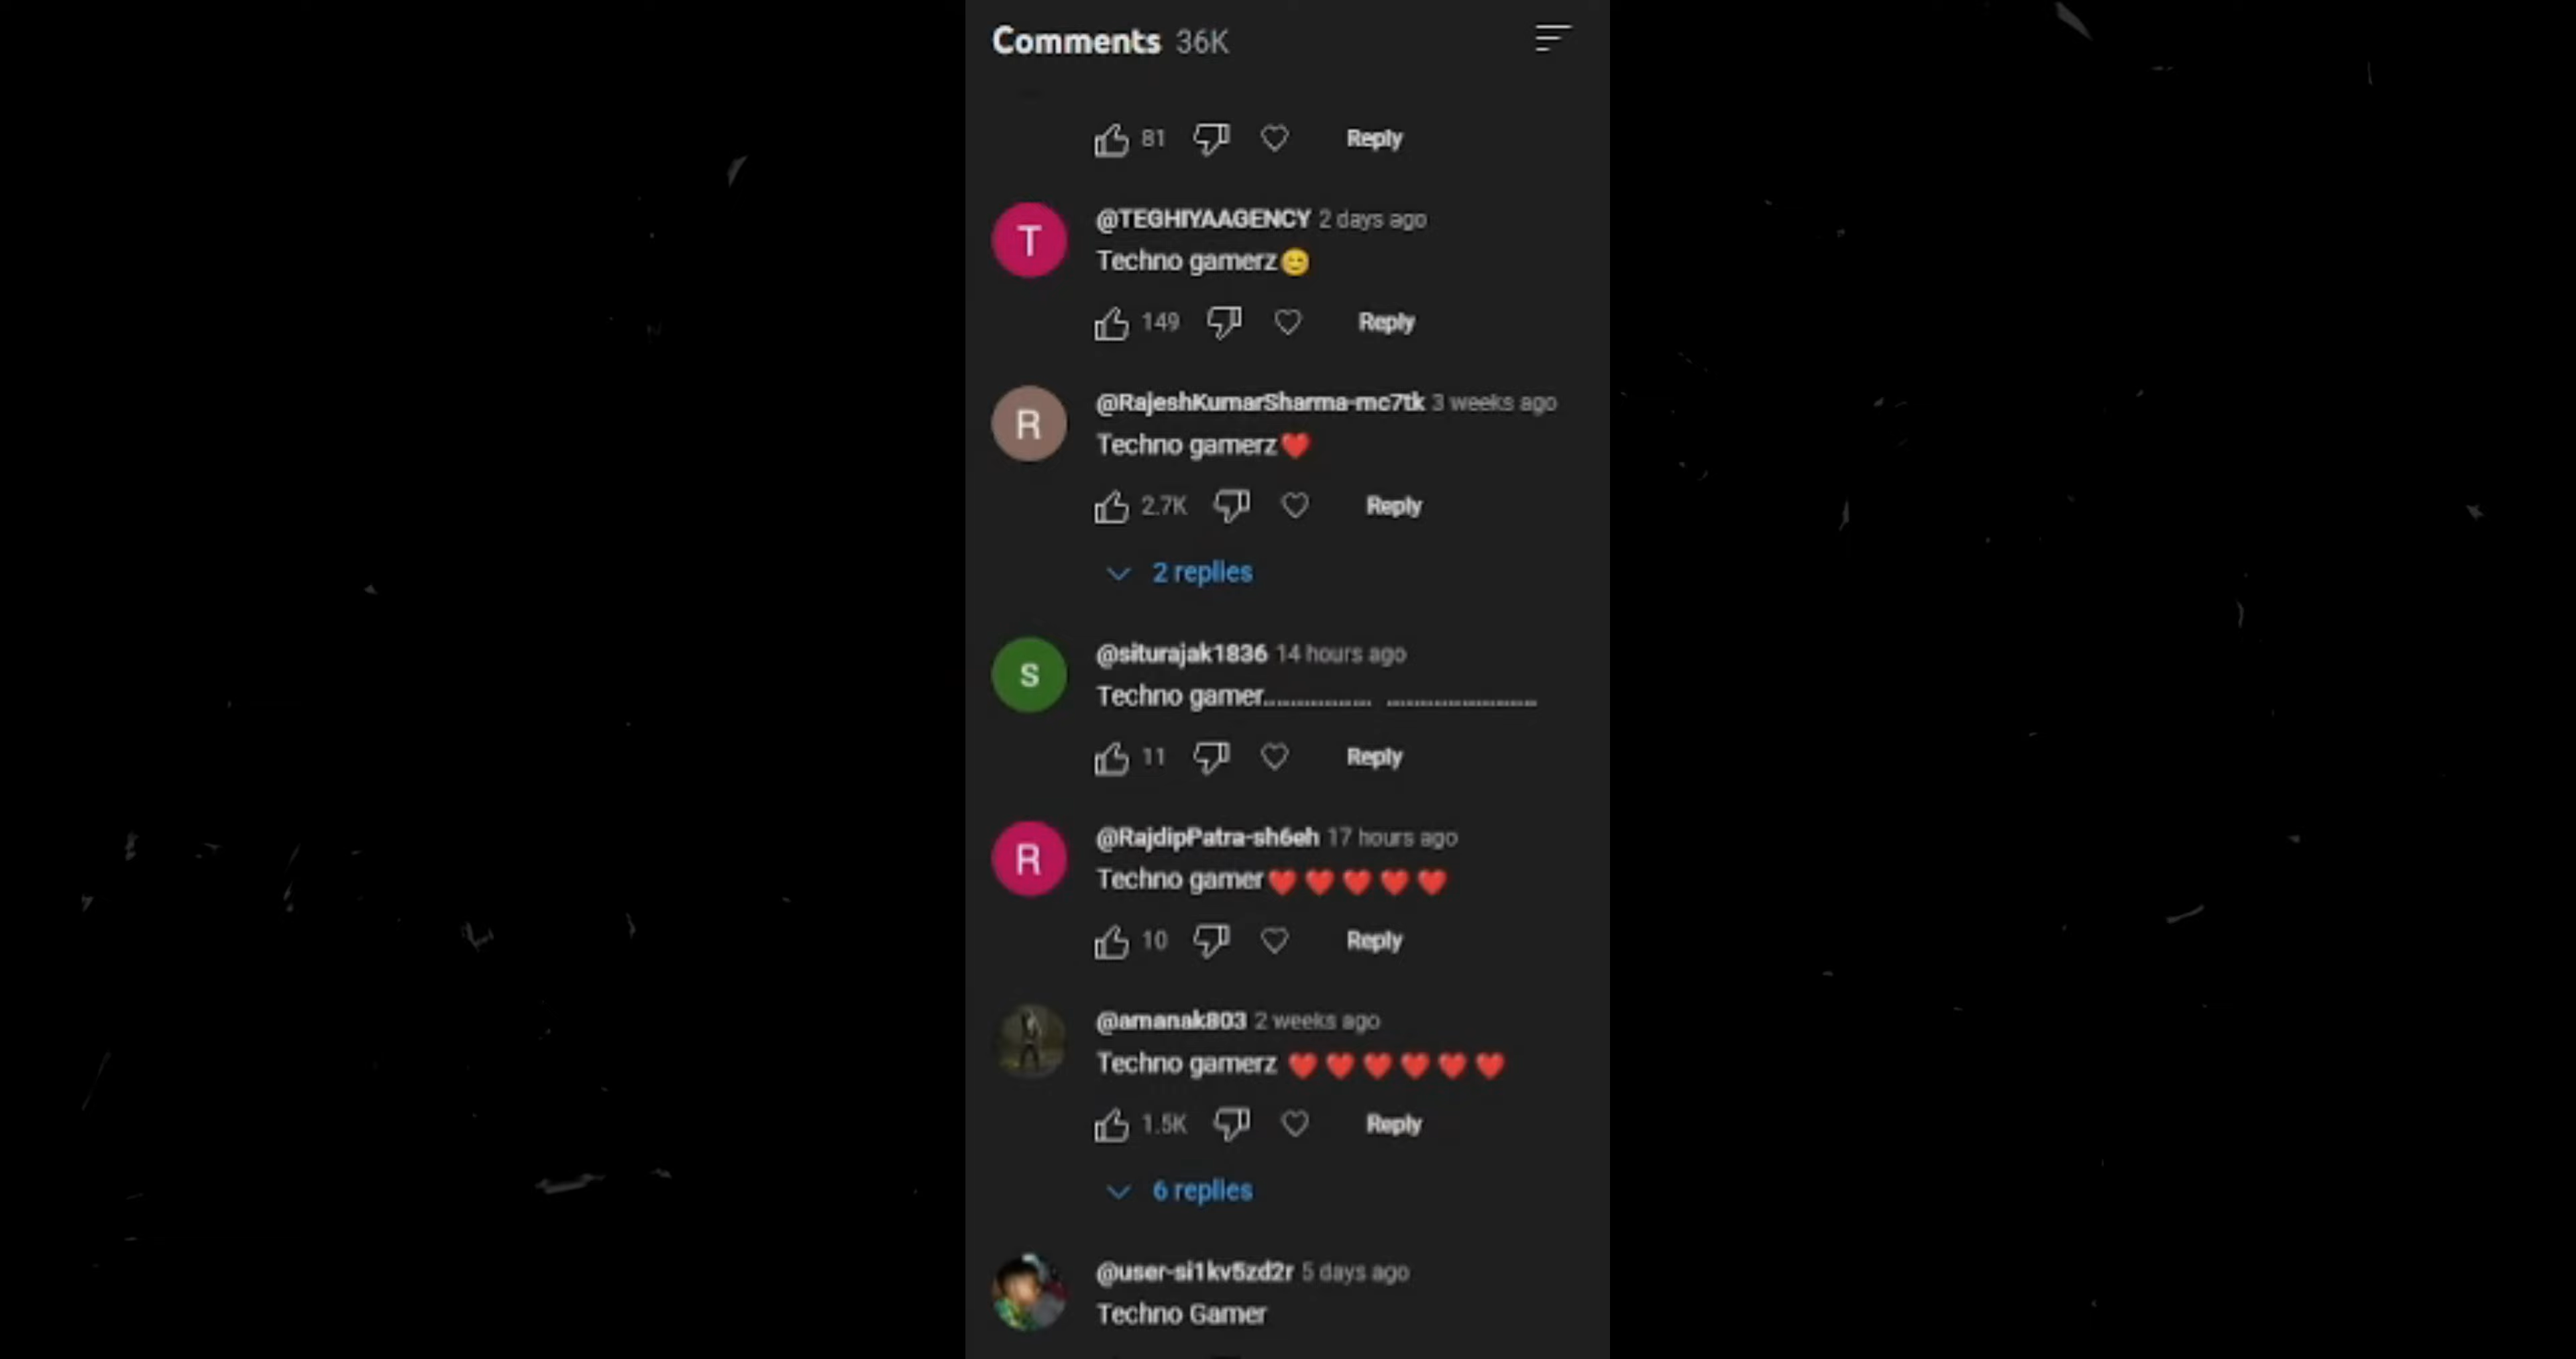 Comments 36K
81 Reply
T
@TEGHIYAAGENCY 2 days ago
Techno gamerz😊
149 Reply
R
@RajeshKumarSharma-mc7tk 3 weeks ago
Techno gamerz❤️
2.7K Reply
2 replies
S
@siturajak1836 14 hours ago
Techno gamer.................. .........................
11 Reply
R
@RajdipPatra-sh6eh 17 hours ago
Techno gamer❤️❤️❤️❤️❤️
10 Reply
@amanak803 2 weeks ago
Techno gamerz ❤️❤️❤️❤️❤️❤️
1.5K Reply
6 replies
@user-si1kv5zd2r 5 days ago
Techno Gamer